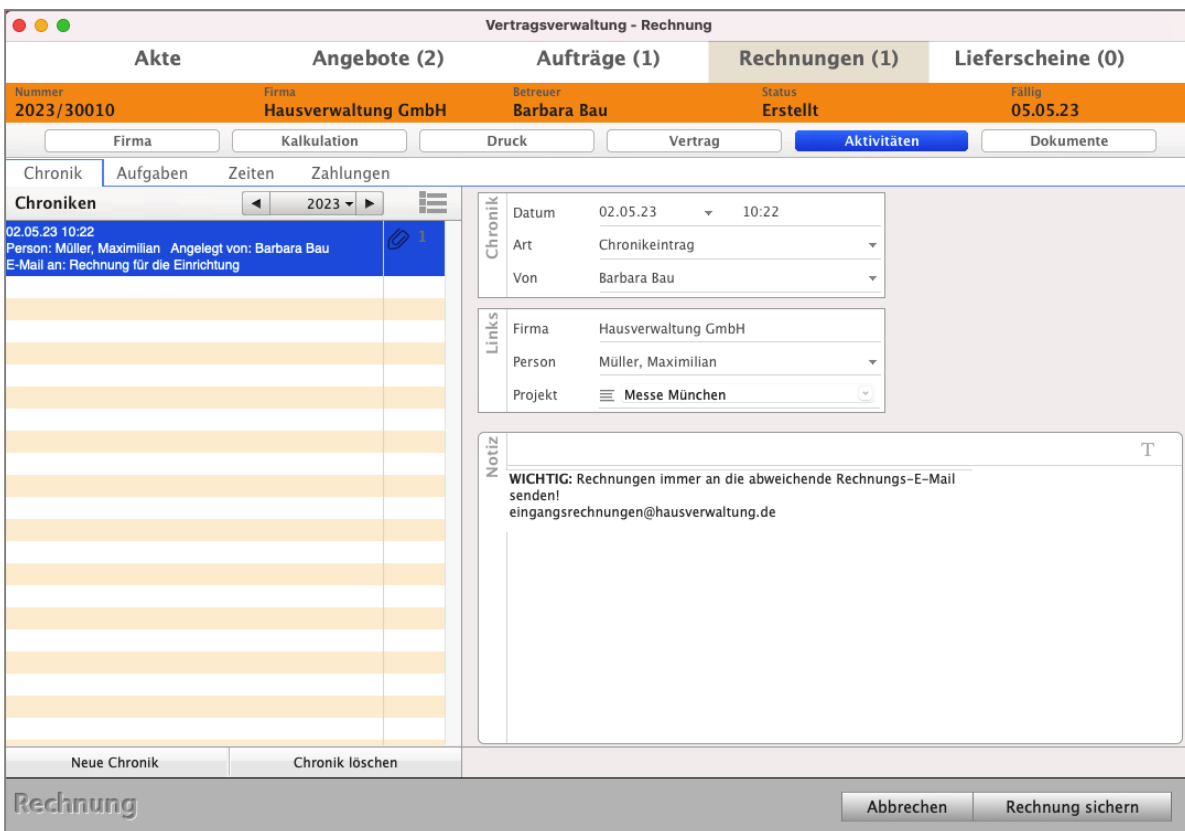 Vertragsverwaltung - Rechnung
Akte Angebote (2) Aufträge (1) Rechnungen (1) Lieferscheine (0)
Nummer Firma Betreuer Status Fällig
2023/30010 Hausverwaltung GmbH Barbara Bau Erstellt 05.05.23
Firma Kalkulation Druck Vertrag Aktivitäten Dokumente
Chronik Aufgaben Zeiten Zahlungen
Chroniken 2023
02.05.23 10:22 1
Person: Müller, Maximilian Angelegt von: Barbara Bau
E-Mail an: Rechnung für die Einrichtung
Neue Chronik Chronik löschen
Chronik
Datum 02.05.23 10:22
Art Chronikeintrag
Von Barbara Bau
Links
Firma Hausverwaltung GmbH
Person Müller, Maximilian
Projekt Messe München
Notiz
T
WICHTIG: Rechnungen immer an die abweichende Rechnungs-E-Mail
senden!
eingangsrechnungen@hausverwaltung.de
Rechnung Abbrechen Rechnung sichern